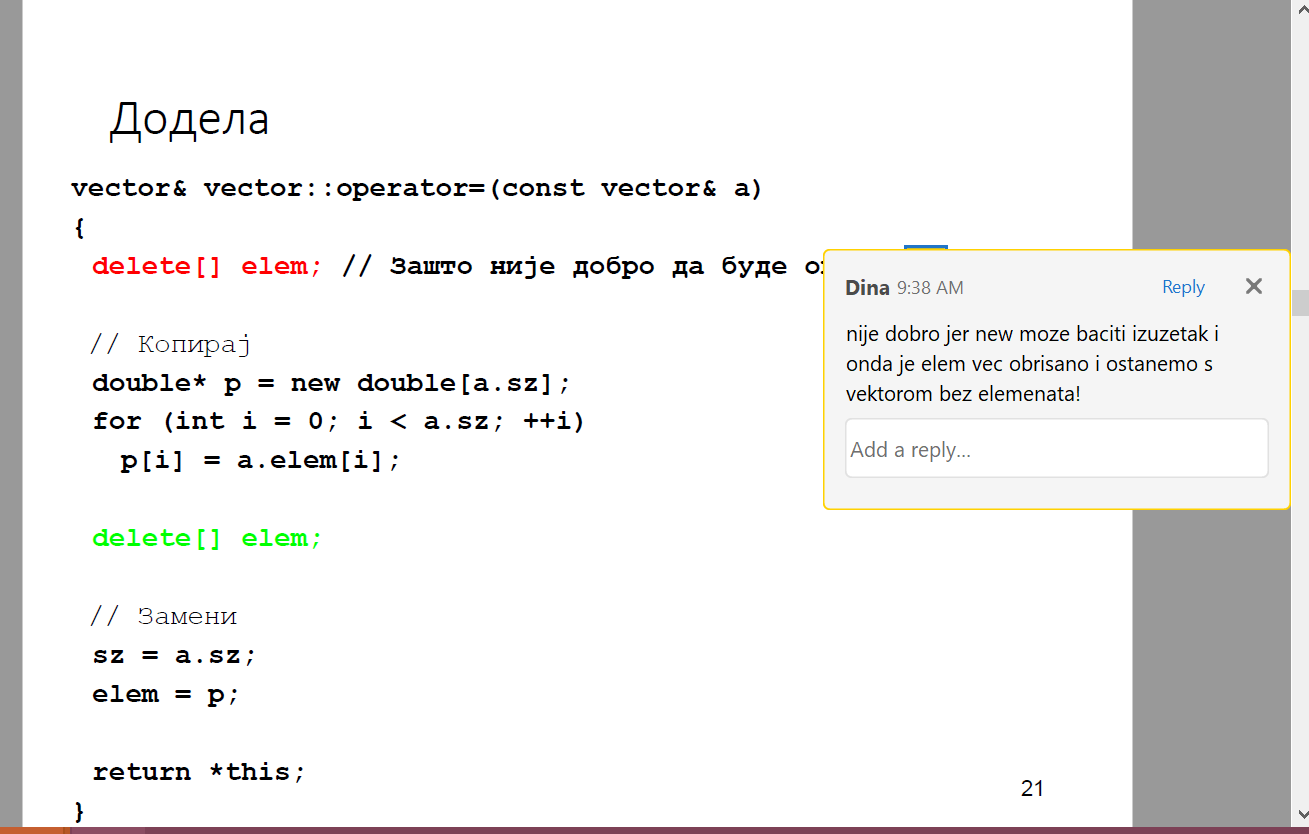 Додела
vector& vector::operator=(const vector& a)
{
delete[] elem; // Зашто није добро да буде
// Копирај
double* p = new double[a.sz];
for (int i = 0; i < a.sz; ++i)
p[i] = a.elem[i];
delete[] elem;
// Замени
sz = a.sz;
elem = p;
return *this;
}
21
Dina 9:38 AM Reply
nije dobro jer new moze baciti izuzetak i
onda je elem vec obrisano i ostanemo s
vektorom bez elemenata!
Add a reply...